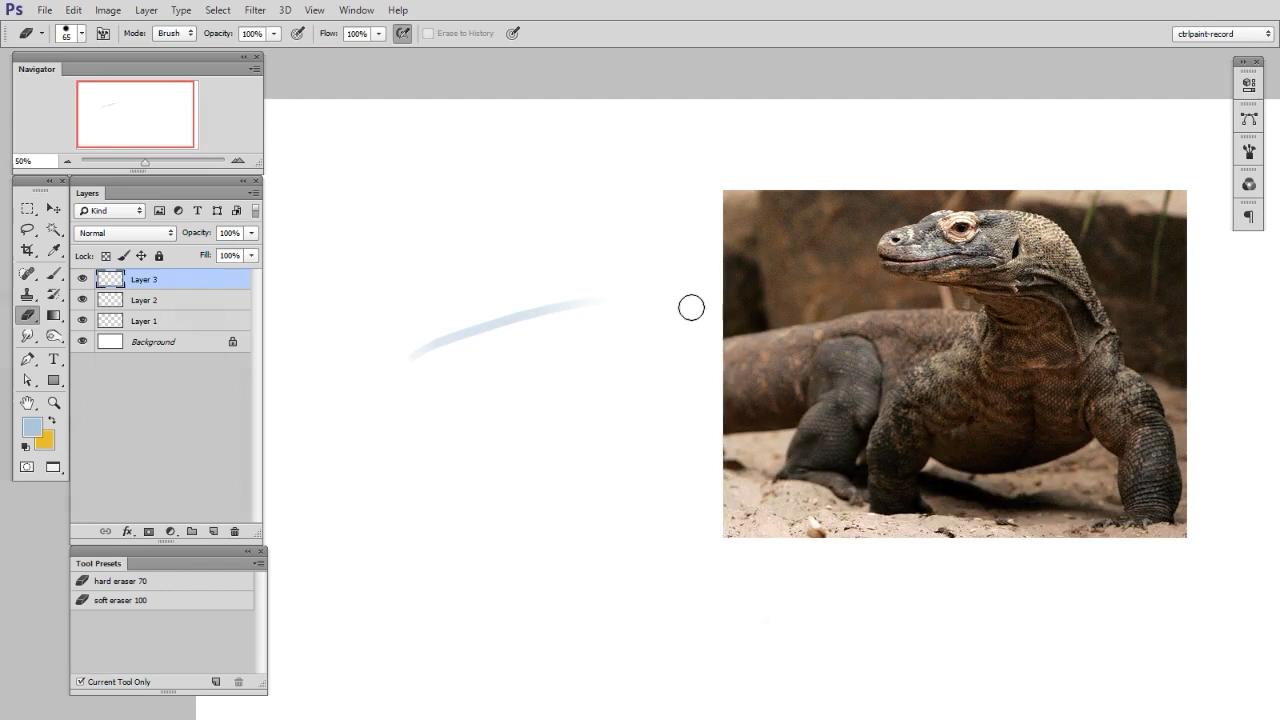 Ps File Edit Image Layer Type Select Filter 3D View Window Help
65 Mode: Brush Opacity: 100% Flow: 100% Erase to History ctrlpaint-record
Navigator
50%
Layers
Kind
Normal Opacity: 100%
Lock: Fill: 100%
Layer 3
Layer 2
Layer 1
Background
Tool Presets
hard eraser 70
soft eraser 100
Current Tool Only